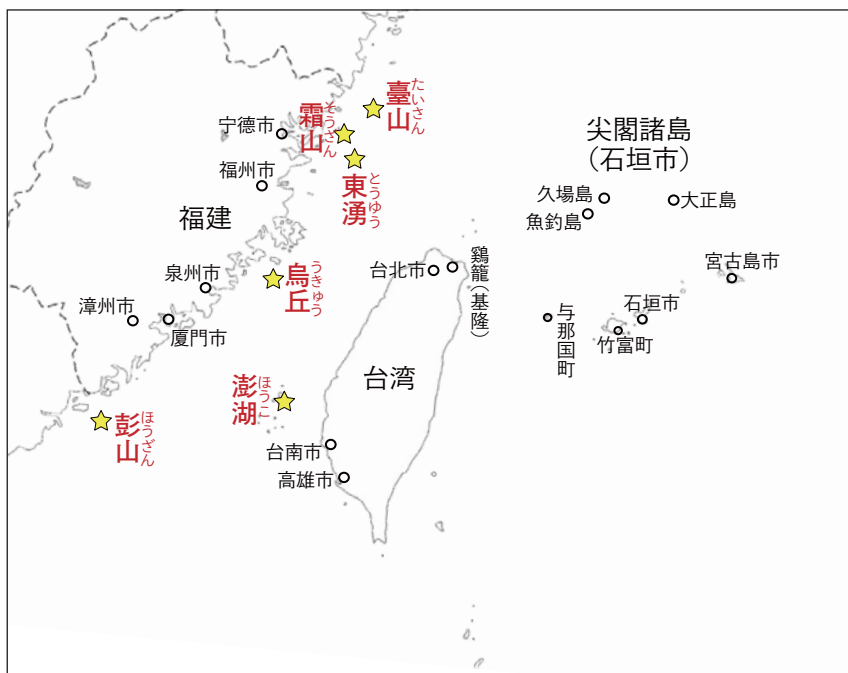 臺山
たいさん
霜山
そうざん
東湧
とうゆう
宁德市
福州市
福建
尖閣諸島
（石垣市）
久場島
魚釣島
大正島
宮古島市
泉州市
烏丘
うきゅう
台北市
鷄籠（基隆）
漳州市
厦門市
与那国町
石垣市
竹富町
台湾
澎湖
ほうこ
彭山
ほうざん
台南市
高雄市